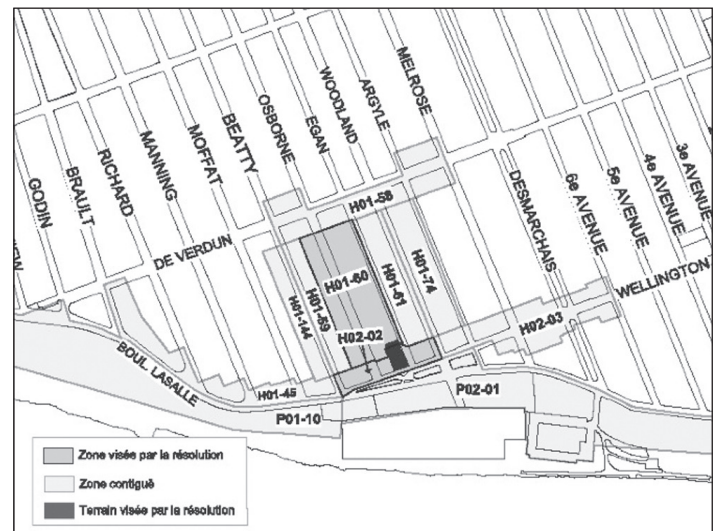 MELROSE
ARGYLE
WOODLAND
EGAN
OSBORNE
BEATTY
MOFFAT
MANNING
RICHARD
BRAULT
GODIN
DESMARCHAIS
6e AVENUE
5e AVENUE
4e AVENUE
3e AVENUE
DE VERDUN
WELLINGTON
BOUL. LASALLE
H01-58
H01-60
H01-61
H01-74
H01-59
H01-144
H02-02
H02-03
H01-45
P01-10
P02-01
Zone visée par la résolution
Zone contiguë
Terrain visée par la résolution